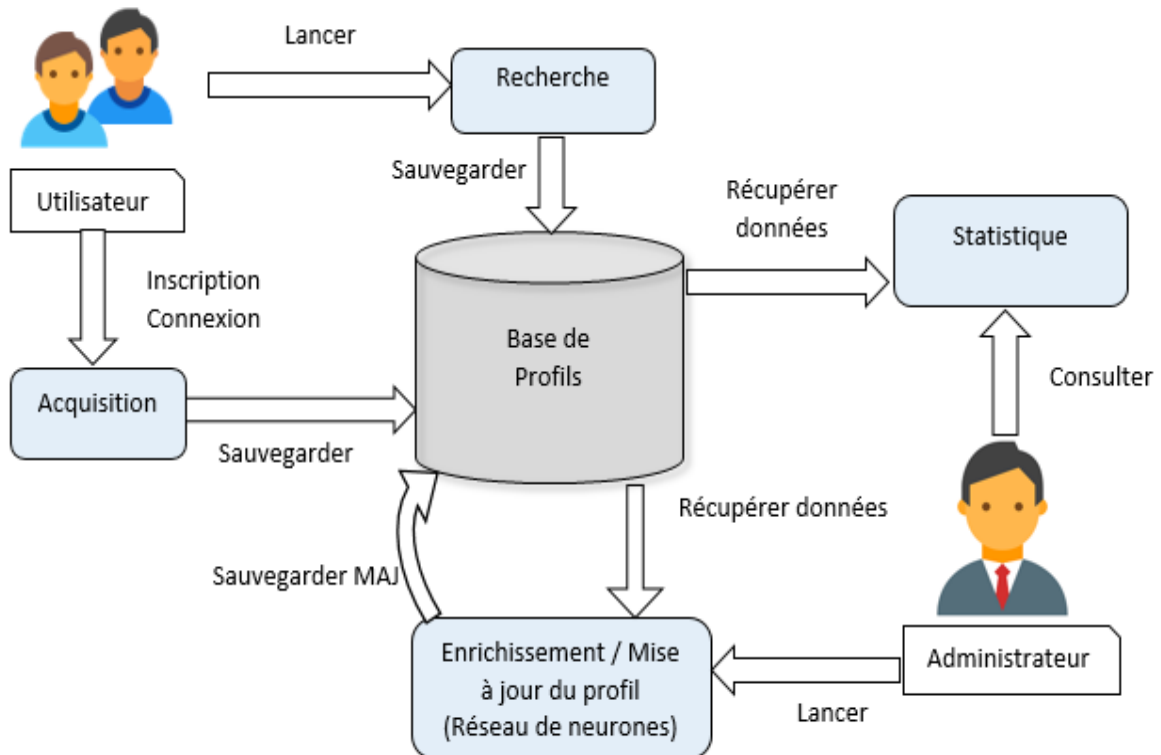 Lancer
Recherche
Sauvegarder
Utilisateur
Récupérer
données
Statistique
Inscription
Connexion
Base de
Profils
Consulter
Acquisition
Sauvegarder
Récupérer données
Sauvegarder MAJ
Enrichissement / Mise
à jour du profil
(Réseau de neurones)
Administrateur
Lancer